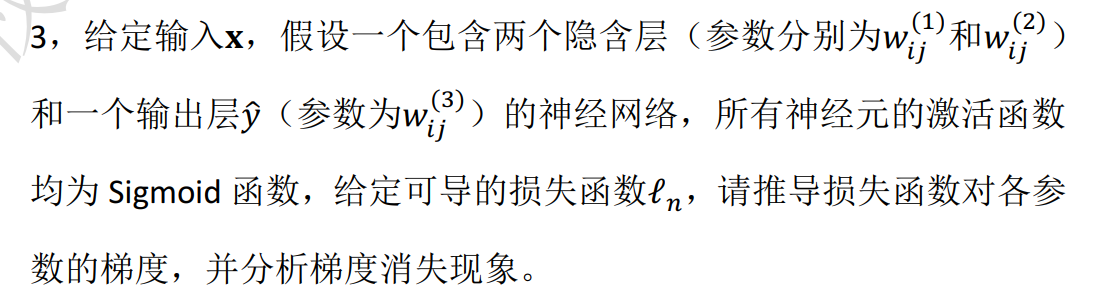 3，给定输入x，假设一个包含两个隐含层（参数分别为w_{ij}^{(1)}和w_{ij}^{(2)}）
和一个输出层ŷ（参数为w_{ij}^{(3)}）的神经网络，所有神经元的激活函数
均为 Sigmoid 函数，给定可导的损失函数ℓ_n，请推导损失函数对各参
数的梯度，并分析梯度消失现象。